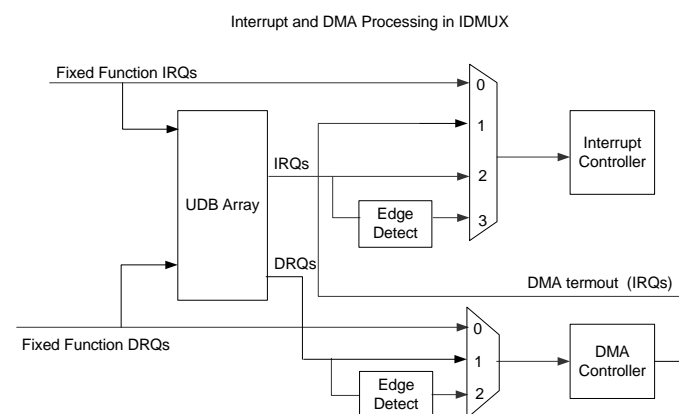 Interrupt and DMA Processing in IDMUX
Fixed Function IRQs
0
1
Interrupt
Controller
IRQs
2
UDB Array
Edge
Detect
3
DRQs
DMA termout (IRQs)
0
Fixed Function DRQs
1
DMA
Controller
Edge
Detect
2